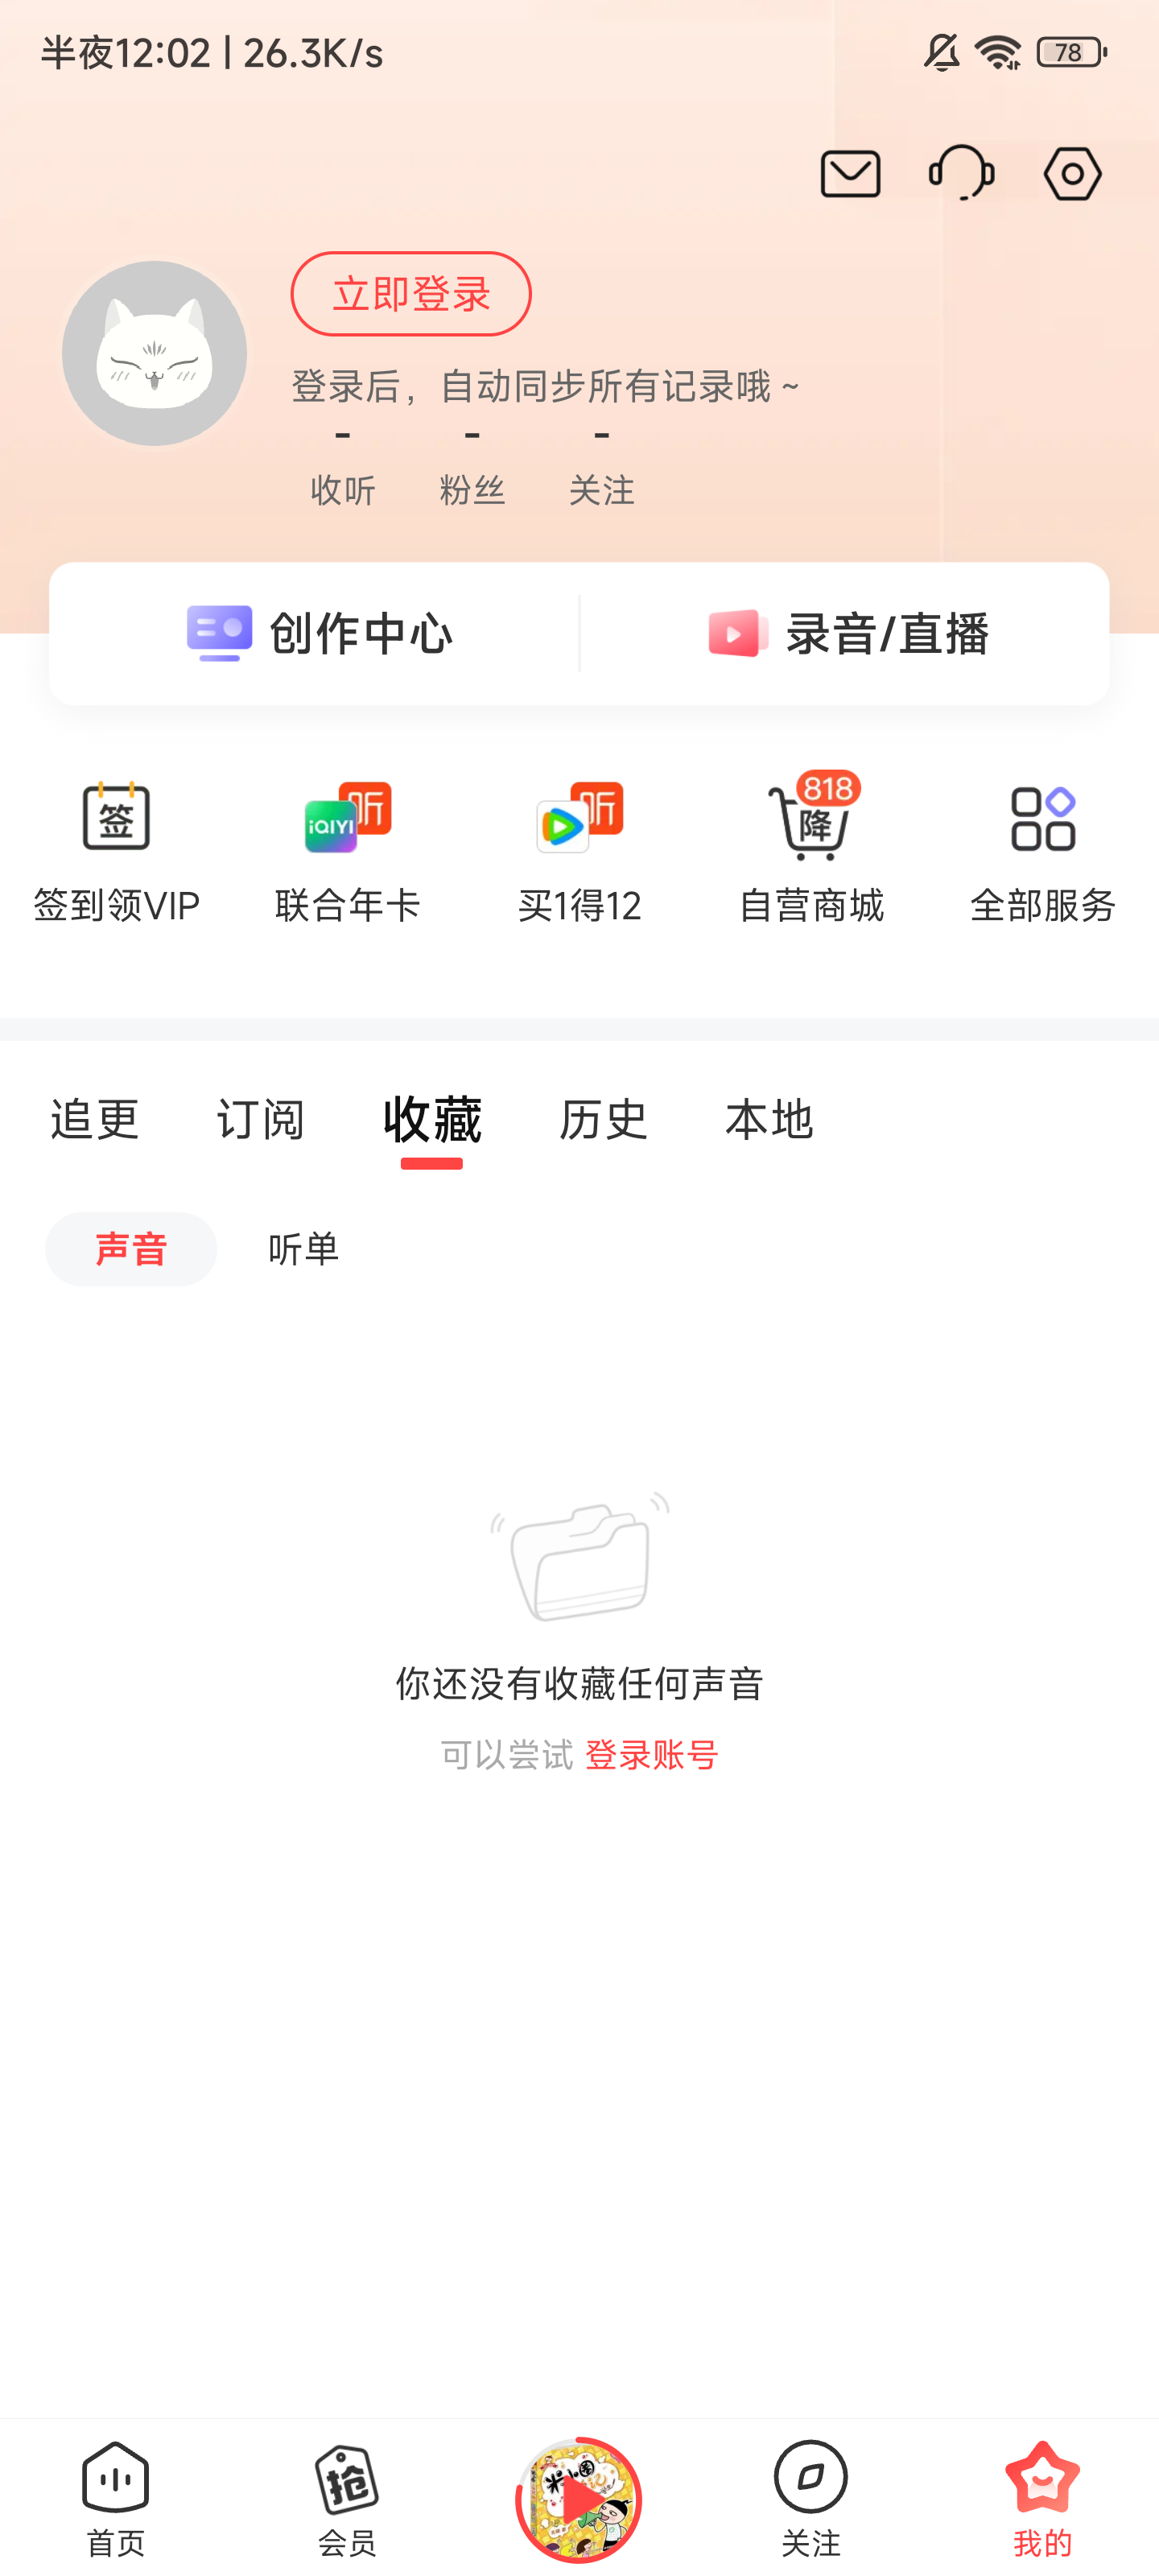 半夜12:02 | 26.3K/s
78
立即登录
登录后，自动同步所有记录哦～
- - -
收听 粉丝 关注
创作中心 录音/直播
签 iQIYI 听 听 818 降
签到领VIP 联合年卡 买1得12 自营商城 全部服务
追更 订阅 收藏 历史 本地
声音 听单
你还没有收藏任何声音
可以尝试 登录账号
抢 米小圈
首页 会员 关注 我的